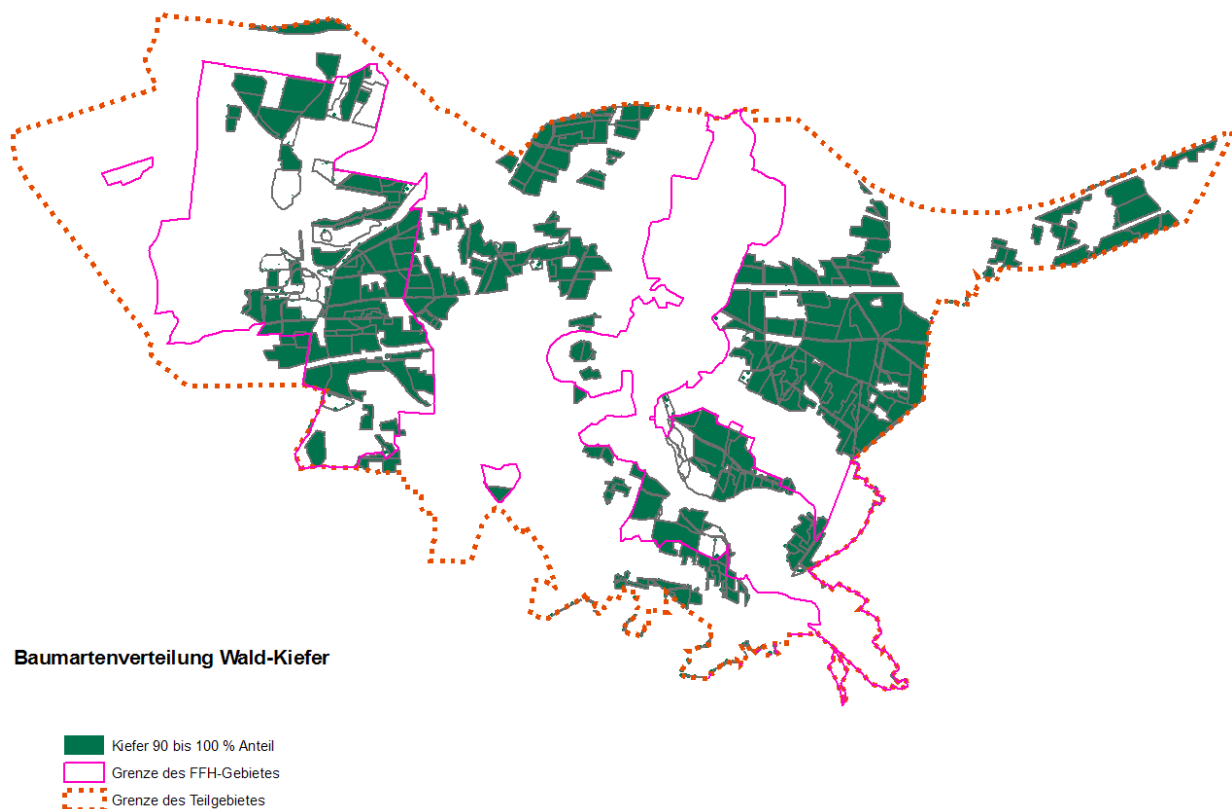 Baumartenverteilung Wald-Kiefer
Kiefer 90 bis 100 % Anteil
Grenze des FFH-Gebietes
Grenze des Teilgebietes